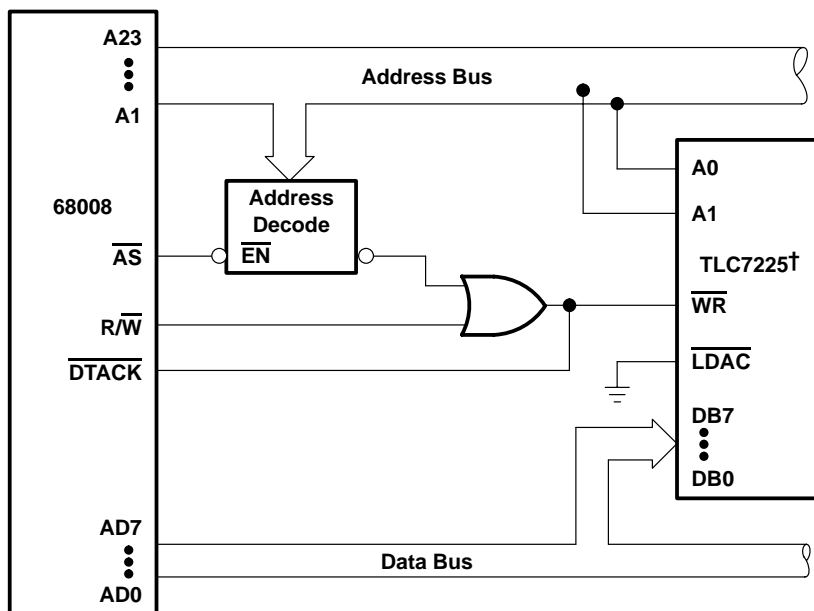 A23
Address Bus
A1
68008
Address
Decode
EN
AS
R/W
DTACK
A0
A1
TLC7225†
WR
LDAC
DB7
DB0
AD7
Data Bus
AD0